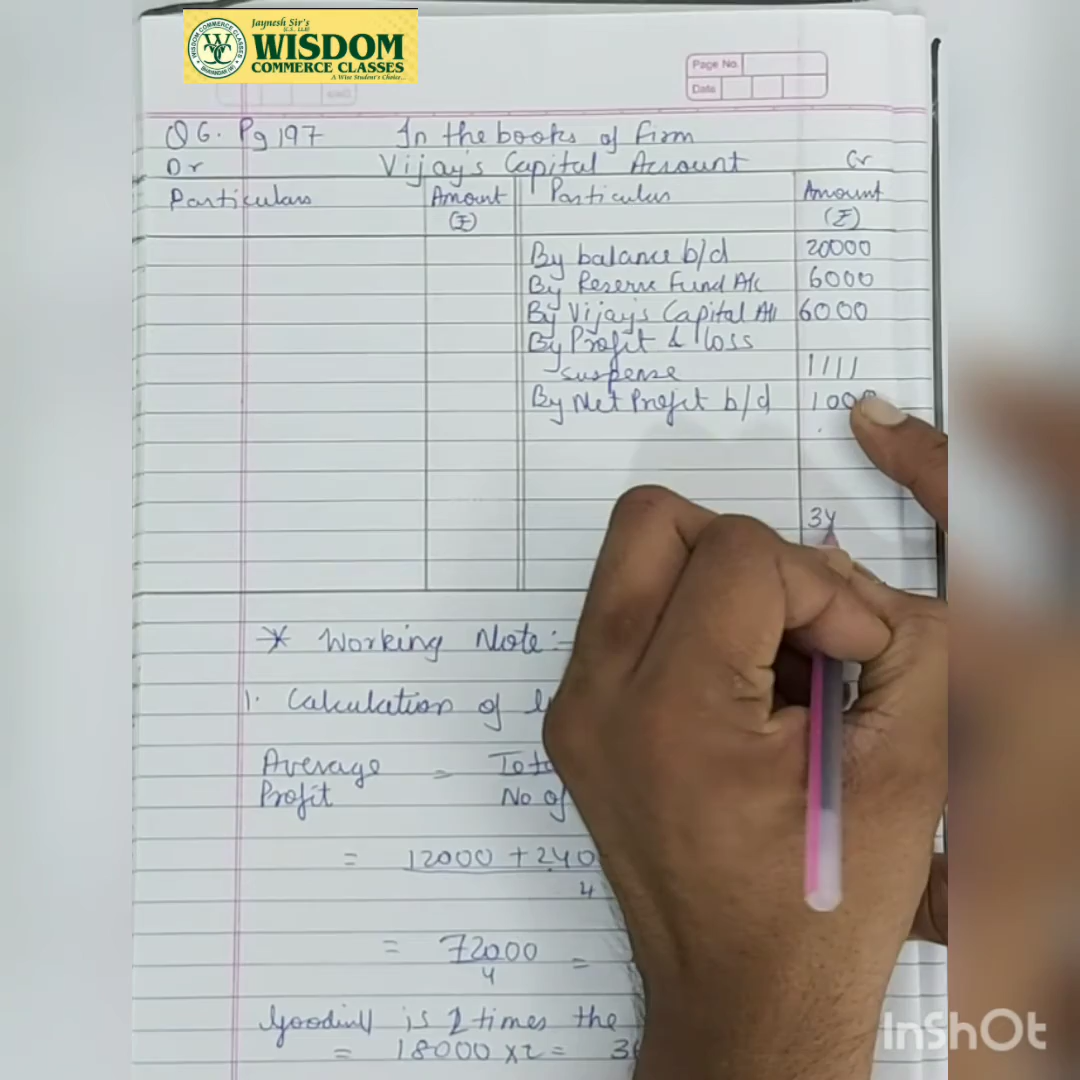 Jaynesh Sir's
WISDOM
COMMERCE CLASSES
A Wise Student's Choice...
Page No.
Date
Q6. Pg 197 In the books of Firm
Dr Vijay's Capital Account Cr
Particulars Amount (₹) Particulars Amount (₹)
By balance b/d 20000
By Reserve Fund A/c 6000
By Vijay's Capital A/c 6000
By Profit & loss
suspense 1111
By Net Profit b/d 1000
34
* Working Note:-
1. Calculation of
Average Profit =
No of
= 12000 + 240
4
= 72000
4 =
Goodwill is 2 times the
= 18000 x 2 = 3
InShOt